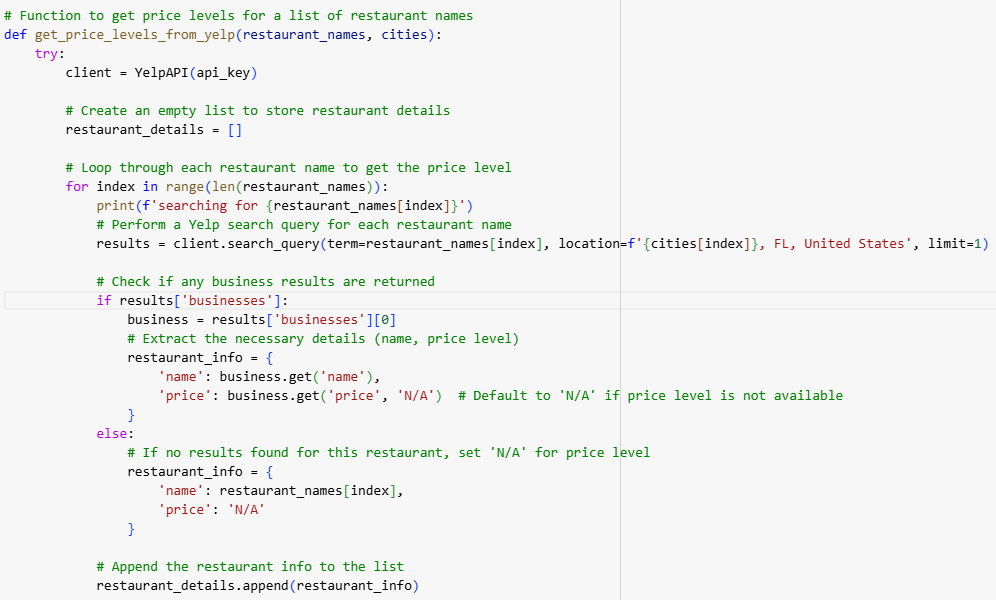 # Function to get price levels for a list of restaurant names
def get_price_levels_from_yelp(restaurant_names, cities):
    try:
        client = YelpAPI(api_key)

        # Create an empty list to store restaurant details
        restaurant_details = []

        # Loop through each restaurant name to get the price level
        for index in range(len(restaurant_names)):
            print(f'searching for {restaurant_names[index]}')
            # Perform a Yelp search query for each restaurant name
            results = client.search_query(term=restaurant_names[index], location=f'{cities[index]}, FL, United States', limit=1)

            # Check if any business results are returned
            if results['businesses']:
                business = results['businesses'][0]
                # Extract the necessary details (name, price level)
                restaurant_info = {
                    'name': business.get('name'),
                    'price': business.get('price', 'N/A')  # Default to 'N/A' if price level is not available
                }
            else:
                # If no results found for this restaurant, set 'N/A' for price level
                restaurant_info = {
                    'name': restaurant_names[index],
                    'price': 'N/A'
                }

            # Append the restaurant info to the list
            restaurant_details.append(restaurant_info)